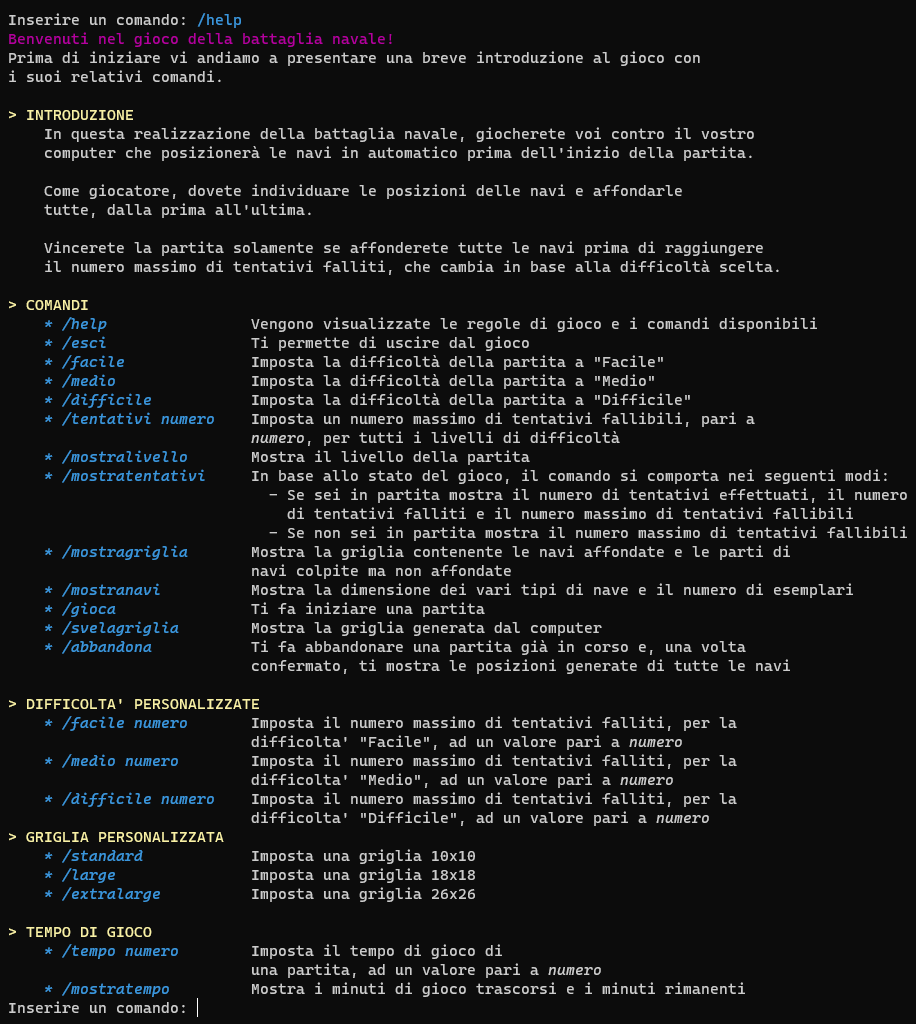 Inserire un comando: /help
Benvenuti nel gioco della battaglia navale!
Prima di iniziare vi andiamo a presentare una breve introduzione al gioco con
i suoi relativi comandi.
> INTRODUZIONE
In questa realizzazione della battaglia navale, giocherete voi contro il vostro
computer che posizionerà le navi in automatico prima dell'inizio della partita.
Come giocatore, dovete individuare le posizioni delle navi e affondarle
tutte, dalla prima all'ultima.
Vincerete la partita solamente se affonderete tutte le navi prima di raggiungere
il numero massimo di tentativi falliti, che cambia in base alla difficoltà scelta.
> COMANDI
* /help Vengono visualizzate le regole di gioco e i comandi disponibili
* /esci Ti permette di uscire dal gioco
* /facile Imposta la difficoltà della partita a "Facile"
* /medio Imposta la difficoltà della partita a "Medio"
* /difficile Imposta la difficoltà della partita a "Difficile"
* /tentativi numero Imposta un numero massimo di tentativi fallibili, pari a
numero, per tutti i livelli di difficoltà
* /mostralivello Mostra il livello della partita
* /mostratentativi In base allo stato del gioco, il comando si comporta nei seguenti modi:
- Se sei in partita mostra il numero di tentativi effettuati, il numero
di tentativi falliti e il numero massimo di tentativi fallibili
- Se non sei in partita mostra il numero massimo di tentativi fallibili
* /mostragriglia Mostra la griglia contenente le navi affondate e le parti di
navi colpite ma non affondate
* /mostranavi Mostra la dimensione dei vari tipi di nave e il numero di esemplari
* /gioca Ti fa iniziare una partita
* /svelagriglia Mostra la griglia generata dal computer
* /abbandona Ti fa abbandonare una partita già in corso e, una volta
confermato, ti mostra le posizioni generate di tutte le navi
> DIFFICOLTA' PERSONALIZZATE
* /facile numero Imposta il numero massimo di tentativi falliti, per la
difficolta' "Facile", ad un valore pari a numero
* /medio numero Imposta il numero massimo di tentativi falliti, per la
difficolta' "Medio", ad un valore pari a numero
* /difficile numero Imposta il numero massimo di tentativi falliti, per la
difficolta' "Difficile", ad un valore pari a numero
> GRIGLIA PERSONALIZZATA
* /standard Imposta una griglia 10x10
* /large Imposta una griglia 18x18
* /extralarge Imposta una griglia 26x26
> TEMPO DI GIOCO
* /tempo numero Imposta il tempo di gioco di
una partita, ad un valore pari a numero
* /mostratempo Mostra i minuti di gioco trascorsi e i minuti rimanenti
Inserire un comando: